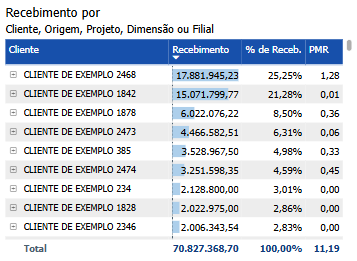 Recebimento por
Cliente, Origem, Projeto, Dimensão ou Filial
Cliente Recebimento % de Receb. PMR
CLIENTE DE EXEMPLO 2468 17.881.945,23 25,25% 1,28
CLIENTE DE EXEMPLO 1842 15.071.799,77 21,28% 0,01
CLIENTE DE EXEMPLO 1878 6.022.076,22 8,50% 0,36
CLIENTE DE EXEMPLO 2473 4.466.582,51 6,31% 0,06
CLIENTE DE EXEMPLO 385 3.528.967,50 4,98% 0,33
CLIENTE DE EXEMPLO 2474 3.251.598,35 4,59% 0,45
CLIENTE DE EXEMPLO 234 2.128.800,00 3,01% 0,00
CLIENTE DE EXEMPLO 1828 2.022.975,00 2,86% 0,00
CLIENTE DE EXEMPLO 2346 2.006.343,54 2,83% 0,00
Total 70.827.368,70 100,00% 11,19